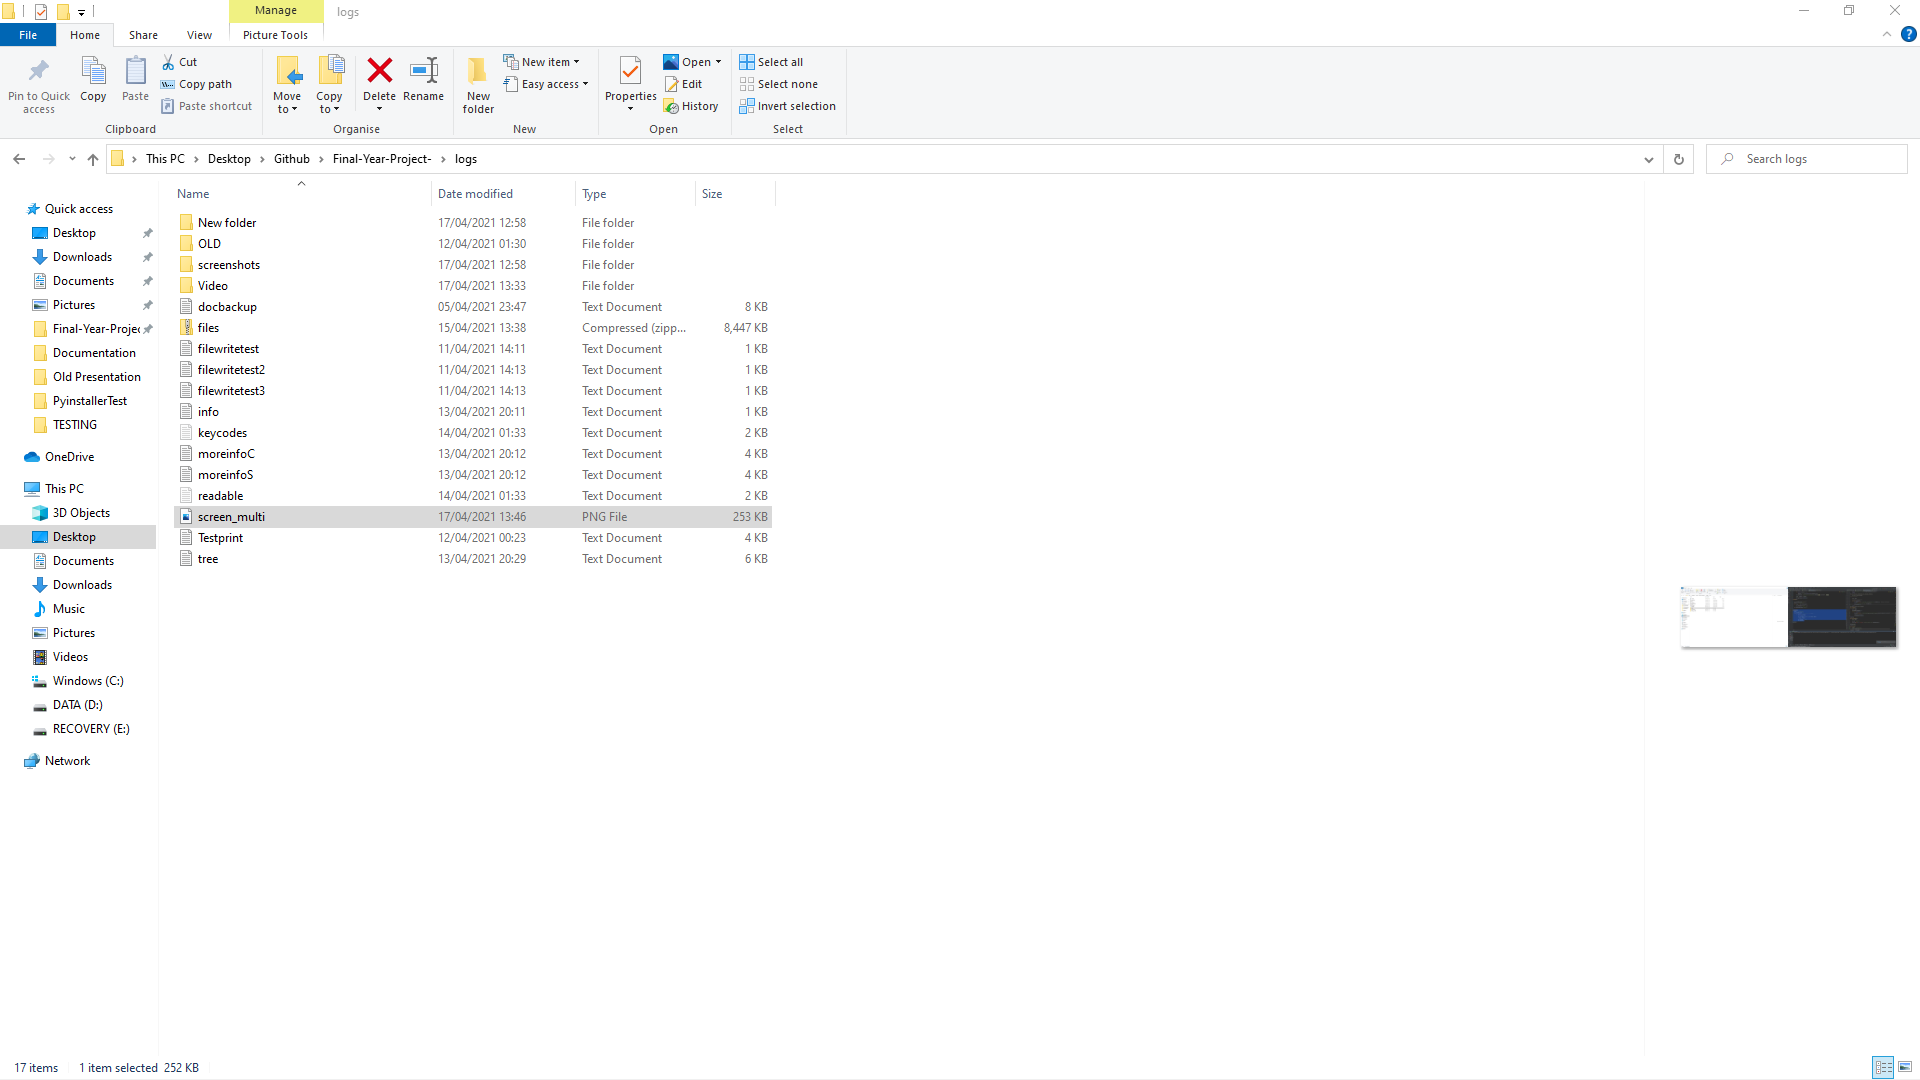 Manage logs
File Home Share View Picture Tools
Pin to Quick access
Copy
Paste
Cut
Copy path
Paste shortcut
Clipboard
Move to
Copy to
Delete
Rename
Organise
New folder
New item
Easy access
New
Properties
Open
Edit
History
Open
Select all
Select none
Invert selection
Select
This PC Desktop Github Final-Year-Project- logs
Search logs
Name Date modified Type Size
New folder 17/04/2021 12:58 File folder
OLD 12/04/2021 01:30 File folder
screenshots 17/04/2021 12:58 File folder
Video 17/04/2021 13:33 File folder
docbackup 05/04/2021 23:47 Text Document 8 KB
files 15/04/2021 13:38 Compressed (zipp... 8,447 KB
filewritetest 11/04/2021 14:11 Text Document 1 KB
filewritetest2 11/04/2021 14:13 Text Document 1 KB
filewritetest3 11/04/2021 14:13 Text Document 1 KB
info 13/04/2021 20:11 Text Document 1 KB
keycodes 14/04/2021 01:33 Text Document 2 KB
moreinfoC 13/04/2021 20:12 Text Document 4 KB
moreinfoS 13/04/2021 20:12 Text Document 4 KB
readable 14/04/2021 01:33 Text Document 2 KB
screen_multi 17/04/2021 13:46 PNG File 253 KB
Testprint 12/04/2021 00:23 Text Document 4 KB
tree 13/04/2021 20:29 Text Document 6 KB
Quick access
Desktop
Downloads
Documents
Pictures
Final-Year-Projec
Documentation
Old Presentation
PyinstallerTest
TESTING
OneDrive
This PC
3D Objects
Desktop
Documents
Downloads
Music
Pictures
Videos
Windows (C:)
DATA (D:)
RECOVERY (E:)
Network
17 items 1 item selected 252 KB